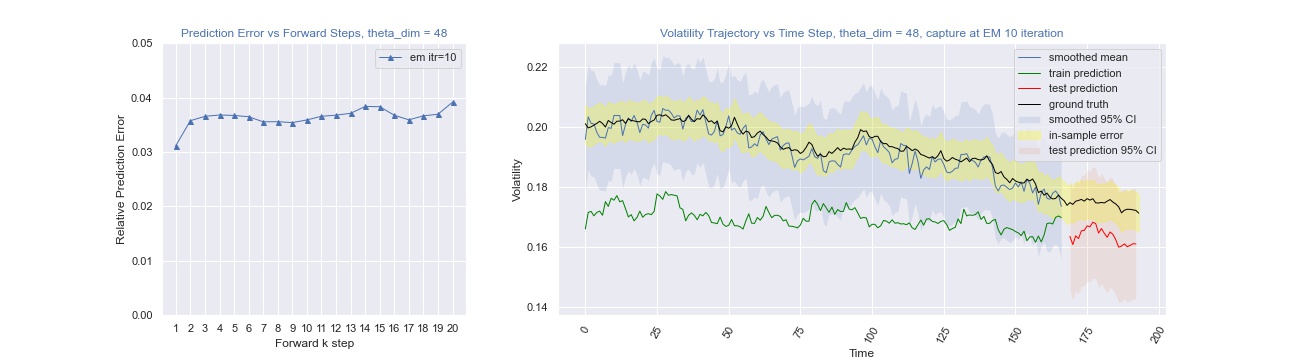 Prediction Error vs Forward Steps, theta_dim = 48
0.05
0.04
0.03
0.02
0.01
0.00
Relative Prediction Error
em itr=10
1 2 3 4 5 6 7 8 9 10 11 12 13 14 15 16 17 18 19 20
Forward k step
Volatility Trajectory vs Time Step, theta_dim = 48, capture at EM 10 iteration
0.22
0.20
0.18
0.16
0.14
Volatility
smoothed mean
train prediction
test prediction
ground truth
smoothed 95% CI
in-sample error
test prediction 95% CI
0 25 50 75 100 125 150 175 200
Time